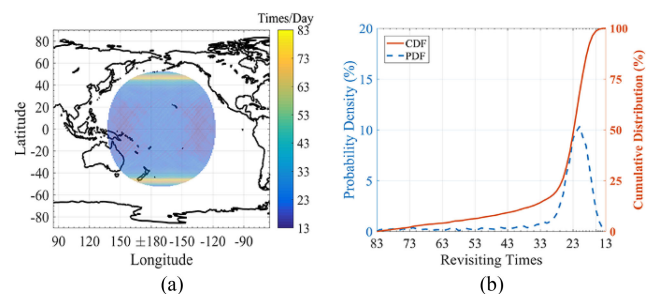 Times/Day
80
60
40
20
0
-20
-40
-60
-80
Latitude
90 120 150 ±180 -150 -120 -90
Longitude
83
73
63
53
43
33
23
13
(a)
CDF
PDF
20
15
10
5
0
Probability Density (%)
100
75
50
25
0
Cumulative Distribution (%)
83 73 63 53 43 33 23 13
Revisiting Times
(b)